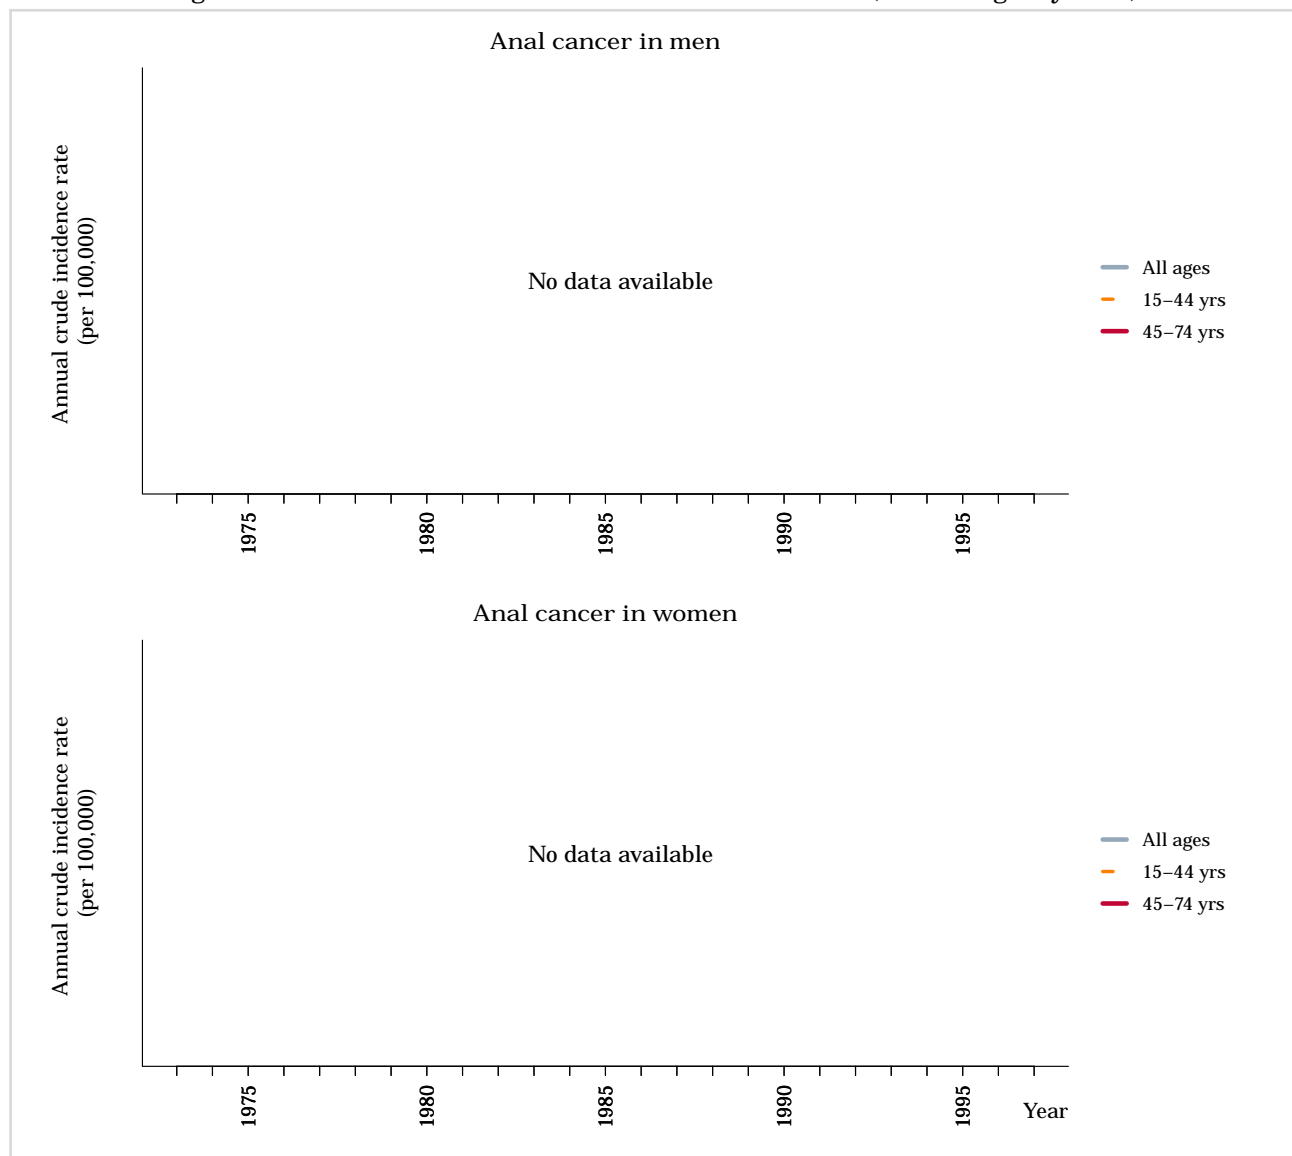 Anal cancer in men
Annual crude incidence rate
(per 100,000)
No data available
All ages
15–44 yrs
45–74 yrs
1975
1980
1985
1990
1995
Anal cancer in women
Annual crude incidence rate
(per 100,000)
No data available
All ages
15–44 yrs
45–74 yrs
1975
1980
1985
1990
1995
Year